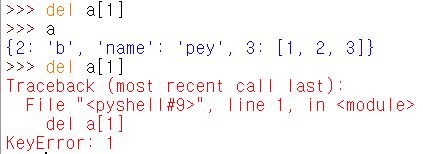 >>> del a[1]
>>> a
{2: 'b', 'name': 'pey', 3: [1, 2, 3]}
>>> del a[1]
Traceback (most recent call last):
  File "<pyshell#9>", line 1, in <module>
    del a[1]
KeyError: 1